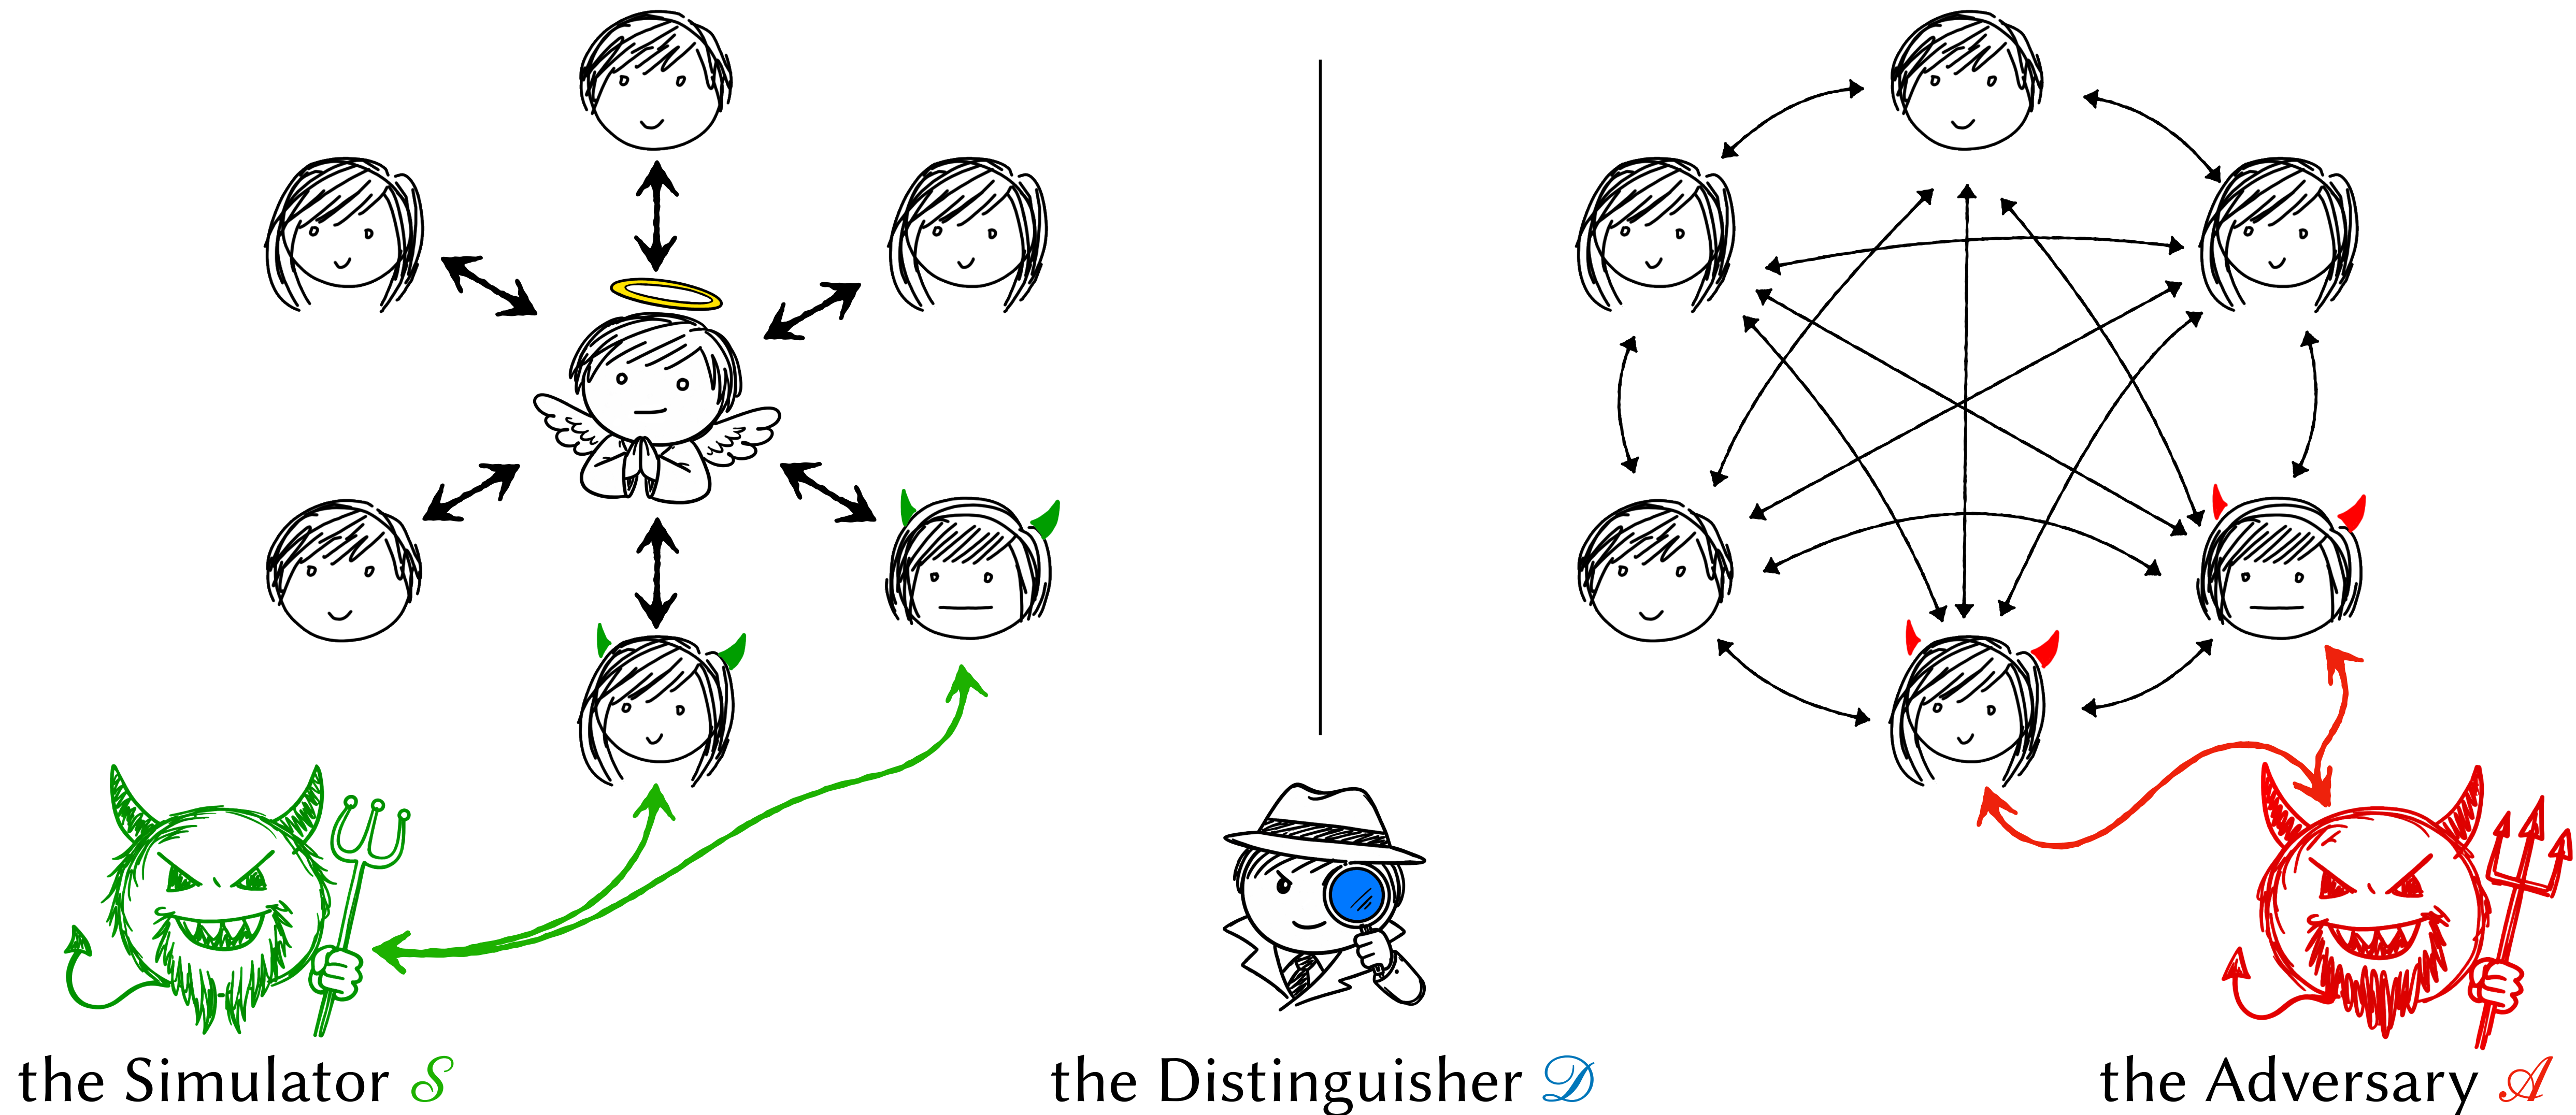 the Simulator 𝒮
the Distinguisher 𝒟
the Adversary 𝒜